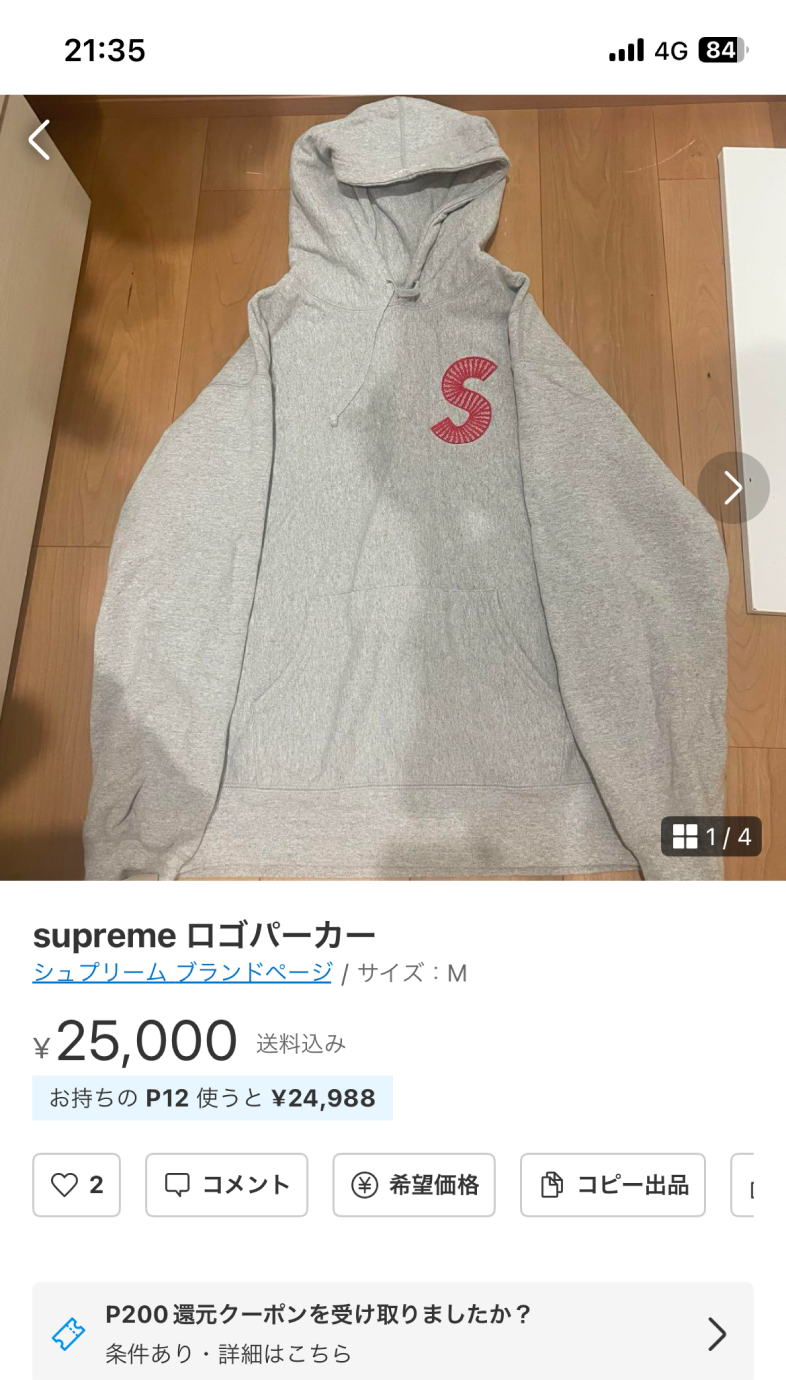 21:35 4G 84
S
1 / 4
supreme ロゴパーカー
シュプリーム ブランドページ / サイズ：M
¥25,000 送料込み
お持ちの P12 使うと ¥24,988
2 コメント 希望価格 コピー出品
P200 還元クーポンを受け取りましたか？
条件あり・詳細はこちら